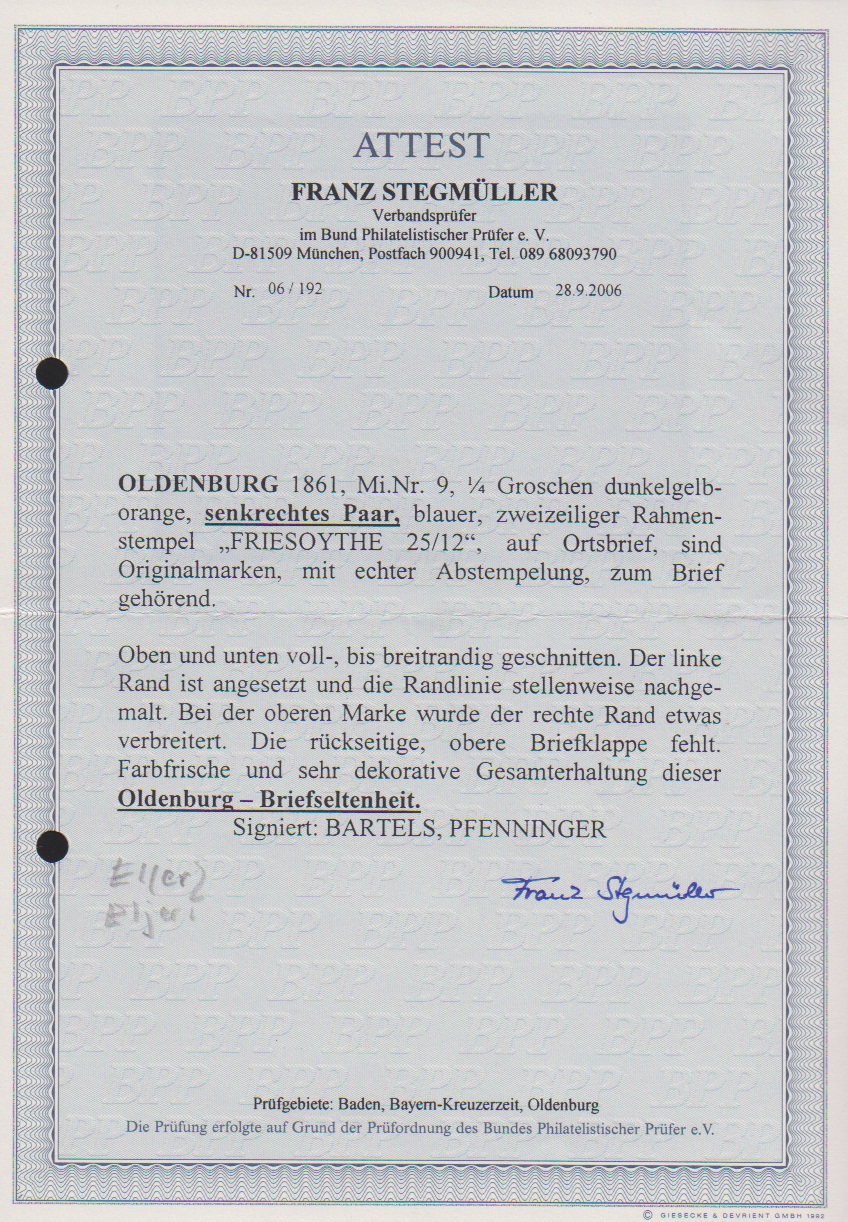 ATTEST
FRANZ STEGMÜLLER
Verbandsprüfer
im Bund Philatelistischer Prüfer e. V.
D-81509 München, Postfach 900941, Tel. 089 68093790
Nr. 06 / 192 Datum 28.9.2006
OLDENBURG 1861, Mi.Nr. 9, ¼ Groschen dunkelgelb-
orange, senkrechtes Paar, blauer, zweizeiliger Rahmen-
stempel „FRIESOYTHE 25/12“, auf Ortsbrief, sind
Originalmarken, mit echter Abstempelung, zum Brief
gehörend.
Oben und unten voll-, bis breitrandig geschnitten. Der linke
Rand ist angesetzt und die Randlinie stellenweise nachge-
malt. Bei der oberen Marke wurde der rechte Rand etwas
verbreitert. Die rückseitige, obere Briefklappe fehlt.
Farbfrische und sehr dekorative Gesamterhaltung dieser
Oldenburg – Briefseltenheit.
Signiert: BARTELS, PFENNINGER
Franz Stegmüller
Prüfgebiete: Baden, Bayern-Kreuzerzeit, Oldenburg
Die Prüfung erfolgte auf Grund der Prüfordnung des Bundes Philatelistischer Prüfer e.V.
© GIESECKE & DEVRIENT GMBH 1992